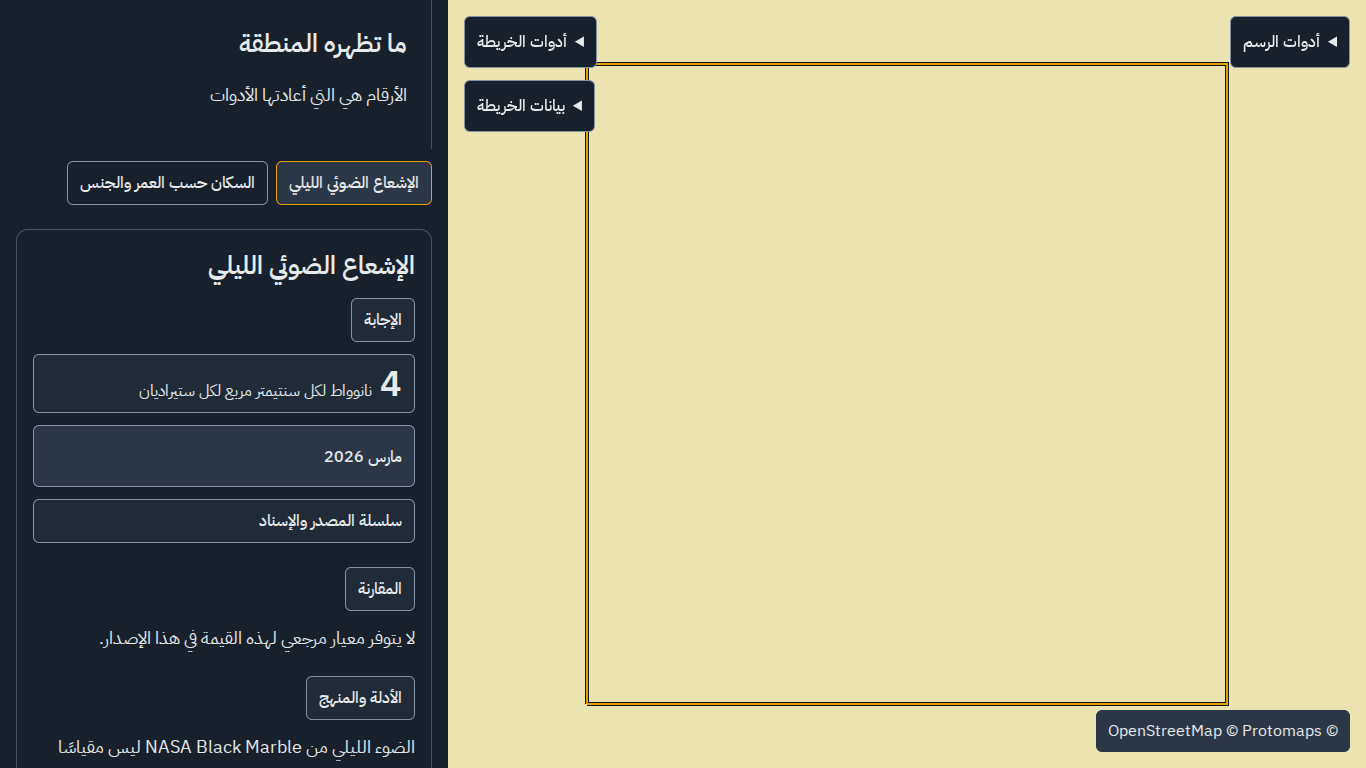 ما تظهره المنطقة
الأرقام هي التي أعادتها الأدوات
الإشعاع الضوئي الليلي
السكان حسب العمر والجنس
الإشعاع الضوئي الليلي
الإجابة
4 نانوواط لكل سنتيمتر مربع لكل ستيراديان
مارس 2026
سلسلة المصدر والإسناد
المقارنة
لا يتوفر معيار مرجعي لهذه القيمة في هذا الإصدار.
الأدلة والمنهج
الضوء الليلي من NASA Black Marble ليس مقياسًا
◀ أدوات الرسم
◀ أدوات الخريطة
◀ بيانات الخريطة
© OpenStreetMap © Protomaps